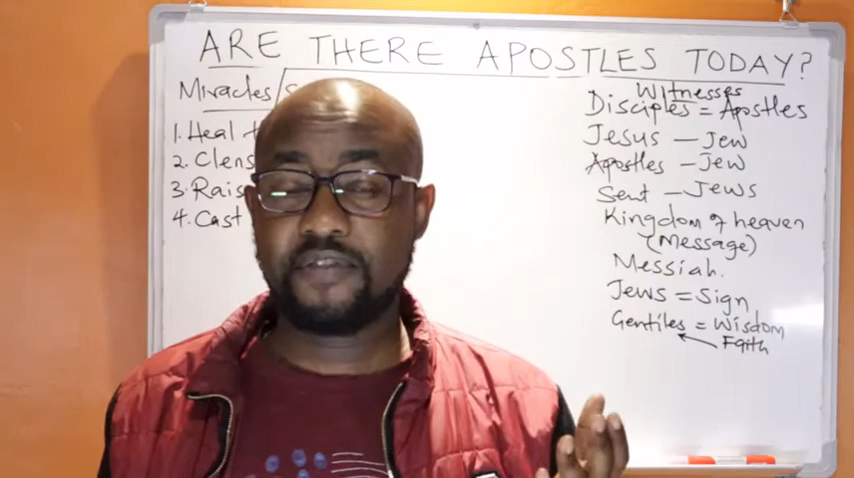 ARE THERE APOSTLES TODAY?
Miracles/S
1. Heal
2. Clens
3. Rais
4. Cast
Witnesses
Disciples = Apstles
Jesus – Jew
Apostles – Jew
Sent – Jews
Kingdom of heaven
(Message)
Messiah.
Jews = Sign
Gentiles = Wisdom
Faith